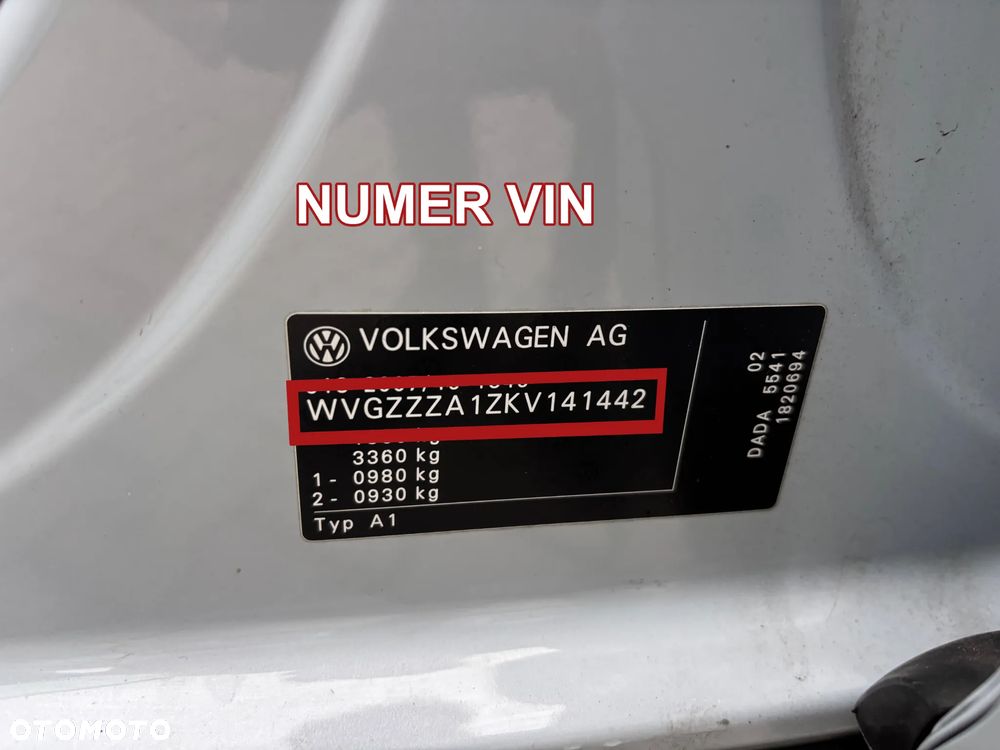 NUMER VIN
VOLKSWAGEN AG
WVGZZZA1ZKV141442
3360 kg
1 - 0980 kg
2 - 0930 kg
Typ A1
DADA 5541 02
1820694
OTOMOTO